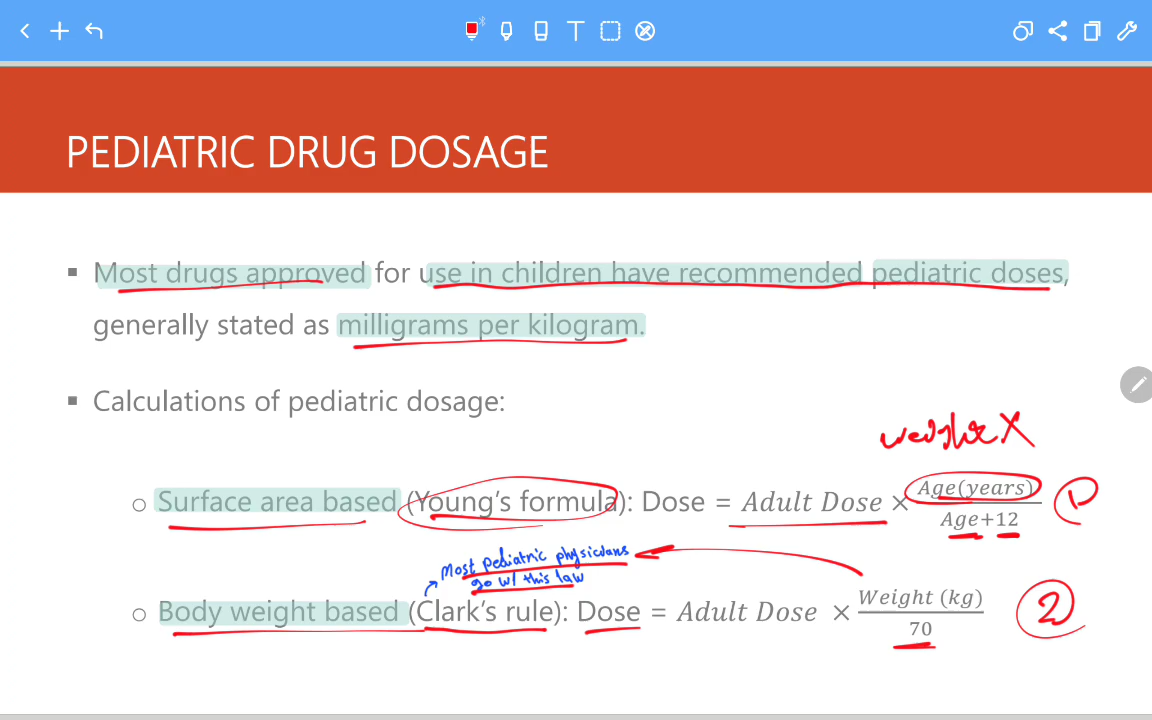 PEDIATRIC DRUG DOSAGE
▪ Most drugs approved for use in children have recommended pediatric doses,
generally stated as milligrams per kilogram.
▪ Calculations of pediatric dosage:
weight X
○ Surface area based (Young's formula): Dose = Adult Dose × Age(years) / Age+12 1
Most pediatric physicians
go w/ this law
○ Body weight based (Clark's rule): Dose = Adult Dose × Weight (kg) / 70 2